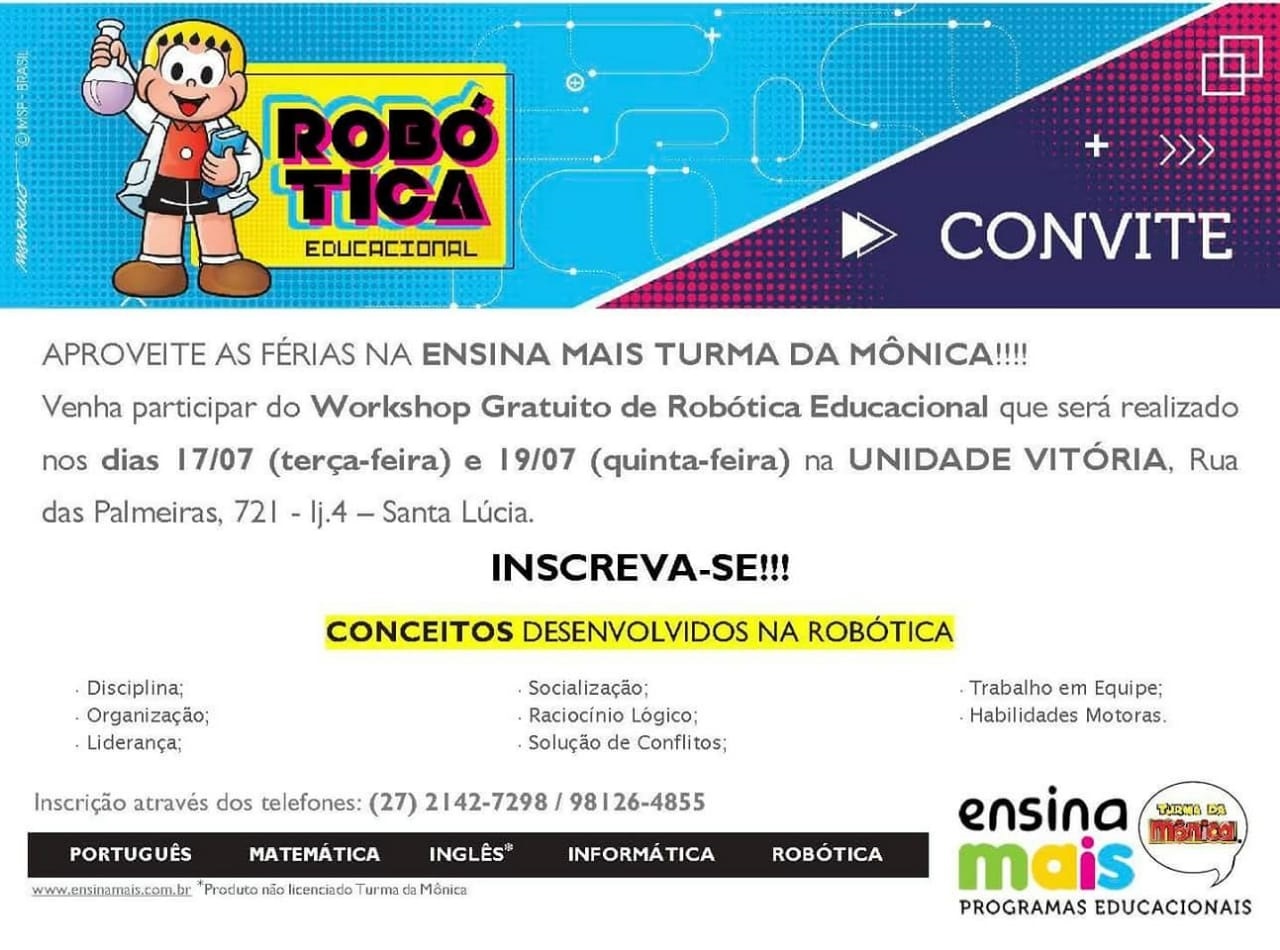 © MSP - BRASIL
ROBÓ
TICA
EDUCACIONAL
CONVITE
APROVEITE AS FÉRIAS NA ENSINA MAIS TURMA DA MÔNICA!!!!
Venha participar do Workshop Gratuito de Robótica Educacional que será realizado
nos dias 17/07 (terça-feira) e 19/07 (quinta-feira) na UNIDADE VITÓRIA, Rua
das Palmeiras, 721 - lj.4 – Santa Lúcia.
INSCREVA-SE!!!
CONCEITOS DESENVOLVIDOS NA ROBÓTICA
· Disciplina;
· Organização;
· Liderança;
· Socialização;
· Raciocínio Lógico;
· Solução de Conflitos;
· Trabalho em Equipe;
· Habilidades Motoras.
Inscrição através dos telefones: (27) 2142-7298 / 98126-4855
PORTUGUÊS MATEMÁTICA INGLÊS* INFORMÁTICA ROBÓTICA
www.ensinamais.com.br *Produto não licenciado Turma da Mônica
ensina
mais
TURMA DA
Mônica
PROGRAMAS EDUCACIONAIS